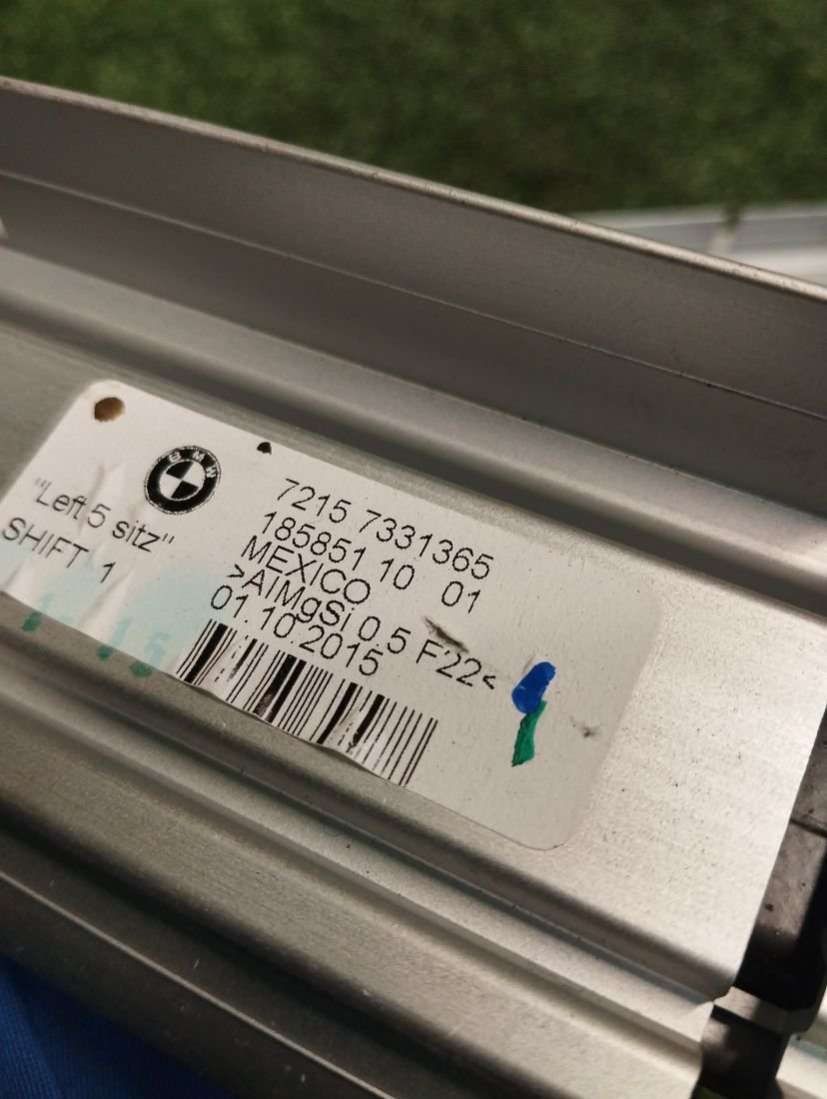 BMW
"Left 5 sitz"
SHIFT 1
7215 7331365
185851 10 01
MEXICO
>AlMgSi 0.5 F22<
01.10.2015